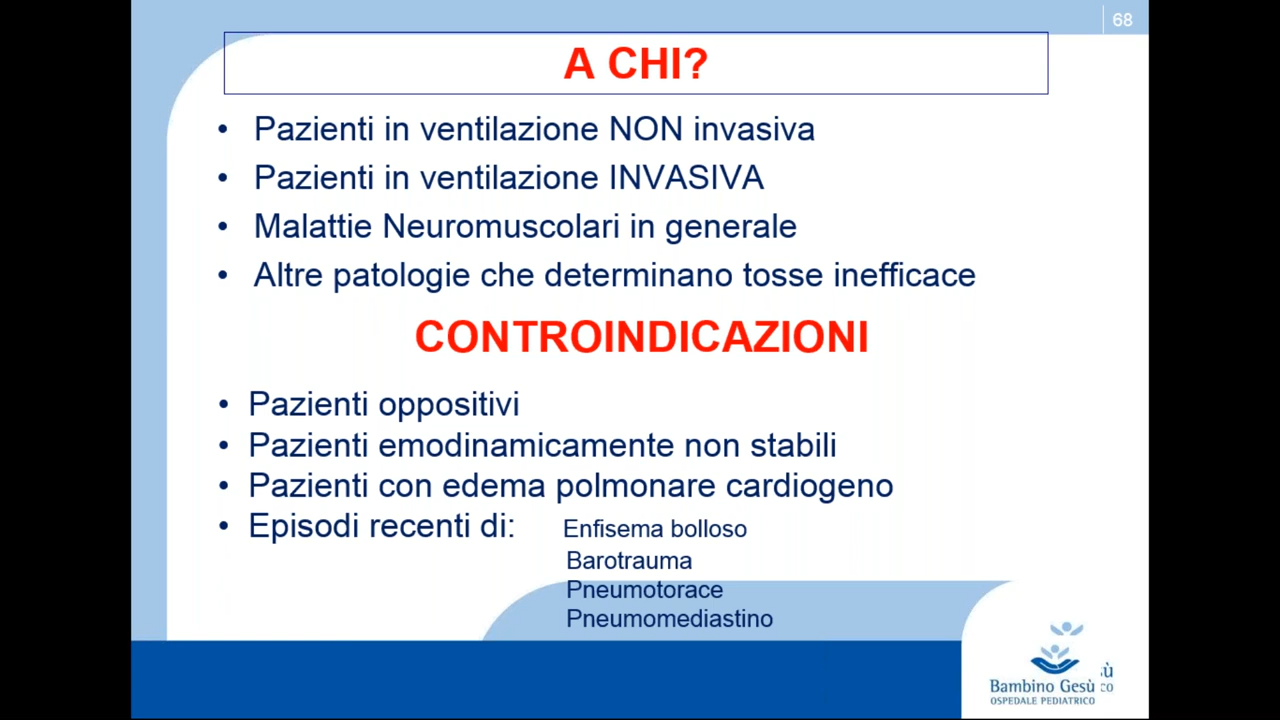 68
A CHI?
• Pazienti in ventilazione NON invasiva
• Pazienti in ventilazione INVASIVA
• Malattie Neuromuscolari in generale
• Altre patologie che determinano tosse inefficace
CONTROINDICAZIONI
• Pazienti oppositivi
• Pazienti emodinamicamente non stabili
• Pazienti con edema polmonare cardiogeno
• Episodi recenti di: Enfisema bolloso
Barotrauma
Pneumotorace
Pneumomediastino
Bambino Gesù
OSPEDALE PEDIATRICO